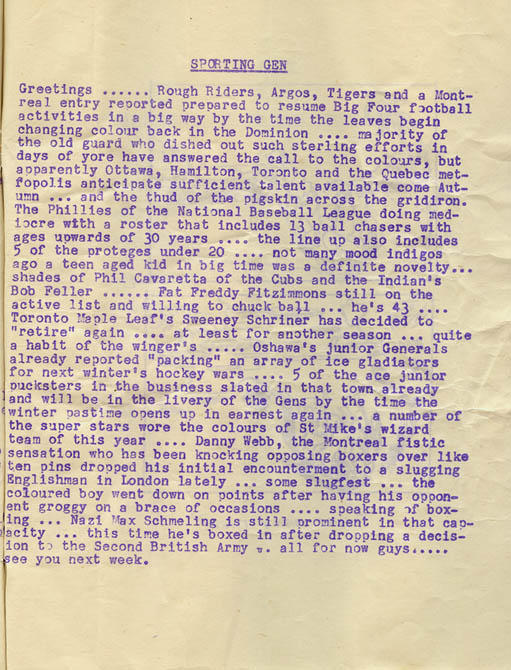 SPORTING GEN
Greetings ...... Rough Riders, Argos, Tigers and a Mont-
real entry reported prepared to resume Big Four football
activities in a big way by the time the leaves begin
changing colour back in the Dominion .... majority of
the old guard who dished out such sterling efforts in
days of yore have answered the call to the colours, but
apparently Ottawa, Hamilton, Toronto and the Quebec met-
fopolis anticipate sufficient talent available come Aut-
umn ... and the thud of the pigskin across the gridiron.
The Phillies of the National Baseball League doing med-
iocre with a roster that includes 13 ball chasers with
ages upwards of 30 years .... the line up also includes
5 of the proteges under 20 .... not many mood indigos
ago a teen aged kid in big time was a definite novelty...
shades of Phil Cavaretta of the Cubs and the Indian's
Bob Feller ...... Fat Freddy Fitzimmons still on the
active list and willing to chuck ball ... he's 43 ....
Toronto Maple Leaf's Sweeney Schriner has decided to
"retire" again .... at least for another season ... quite
a habit of the winger's ..... Oshawa's junior Generals
already reported "packing" an array of ice gladiators
for next winter's hockey wars .... 5 of the ace junior
pucksters in the business slated in that town already
and will be in the livery of the Gens by the time the
winter pastime opens up in earnest again ... a number of
the super stars wore the colours of St Mike's wizard
team of this year .... Danny Webb, the Montreal fistic
sensation who has been knocking opposing boxers over like
ten pins dropped his initial encounterment to a slugging
Englishman in London lately ... some slugfest ... the
coloured boy went down on points after having his oppon-
ent groggy on a brace of occasions .... speaking of box-
ing ... Nazi Max Schmeling is still prominent in that cap-
acity ... this time he's boxed in after dropping a decis-
ion to the Second British Army .. all for now guys.....
see you next week.